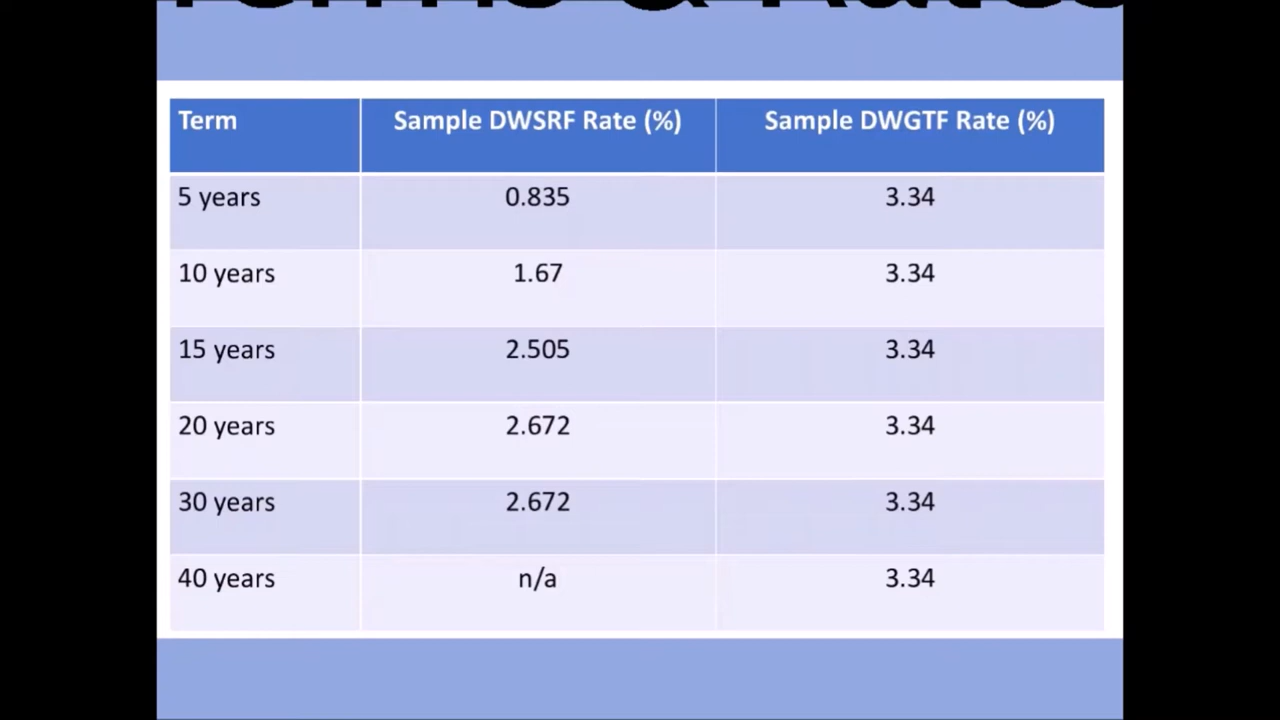 Terms & Rates
Term Sample DWSRF Rate (%) Sample DWGTF Rate (%)
5 years 0.835 3.34
10 years 1.67 3.34
15 years 2.505 3.34
20 years 2.672 3.34
30 years 2.672 3.34
40 years n/a 3.34